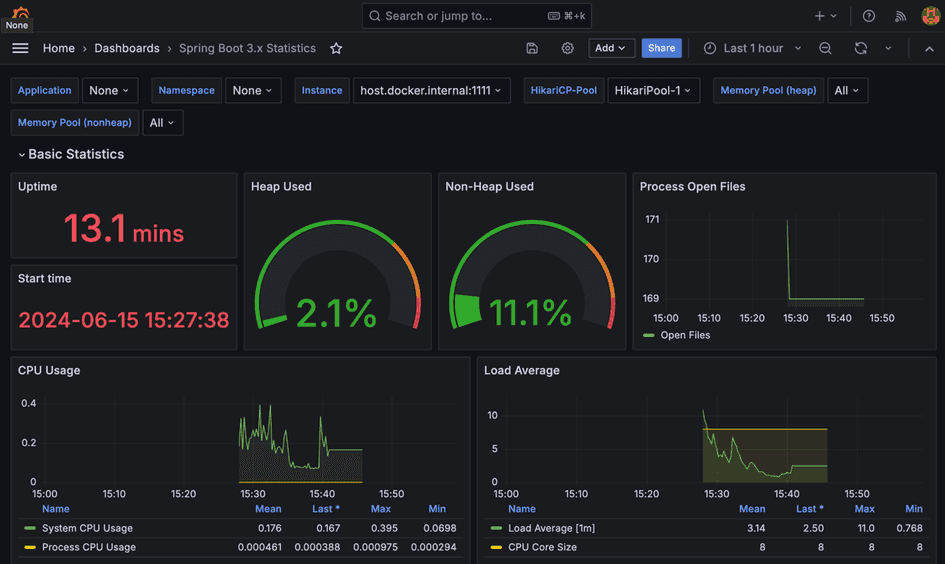 None
Search or jump to... ⌘+k
Home > Dashboards > Spring Boot 3.x Statistics
Add Share Last 1 hour
Application None Namespace None Instance host.docker.internal:1111 HikariCP-Pool HikariPool-1 Memory Pool (heap) All
Memory Pool (nonheap) All
Basic Statistics
Uptime
13.1 mins
Start time
2024-06-15 15:27:38
Heap Used
2.1%
Non-Heap Used
11.1%
Process Open Files
171
170
169
15:00 15:10 15:20 15:30 15:40 15:50
Open Files
CPU Usage
0.4
0.2
0
15:00 15:10 15:20 15:30 15:40 15:50
Name Mean Last * Max Min
System CPU Usage 0.176 0.167 0.395 0.0698
Process CPU Usage 0.000461 0.000388 0.000975 0.000294
Load Average
10
5
0
15:00 15:10 15:20 15:30 15:40 15:50
Name Mean Last * Max Min
Load Average [1m] 3.14 2.50 11.0 0.768
CPU Core Size 8 8 8 8